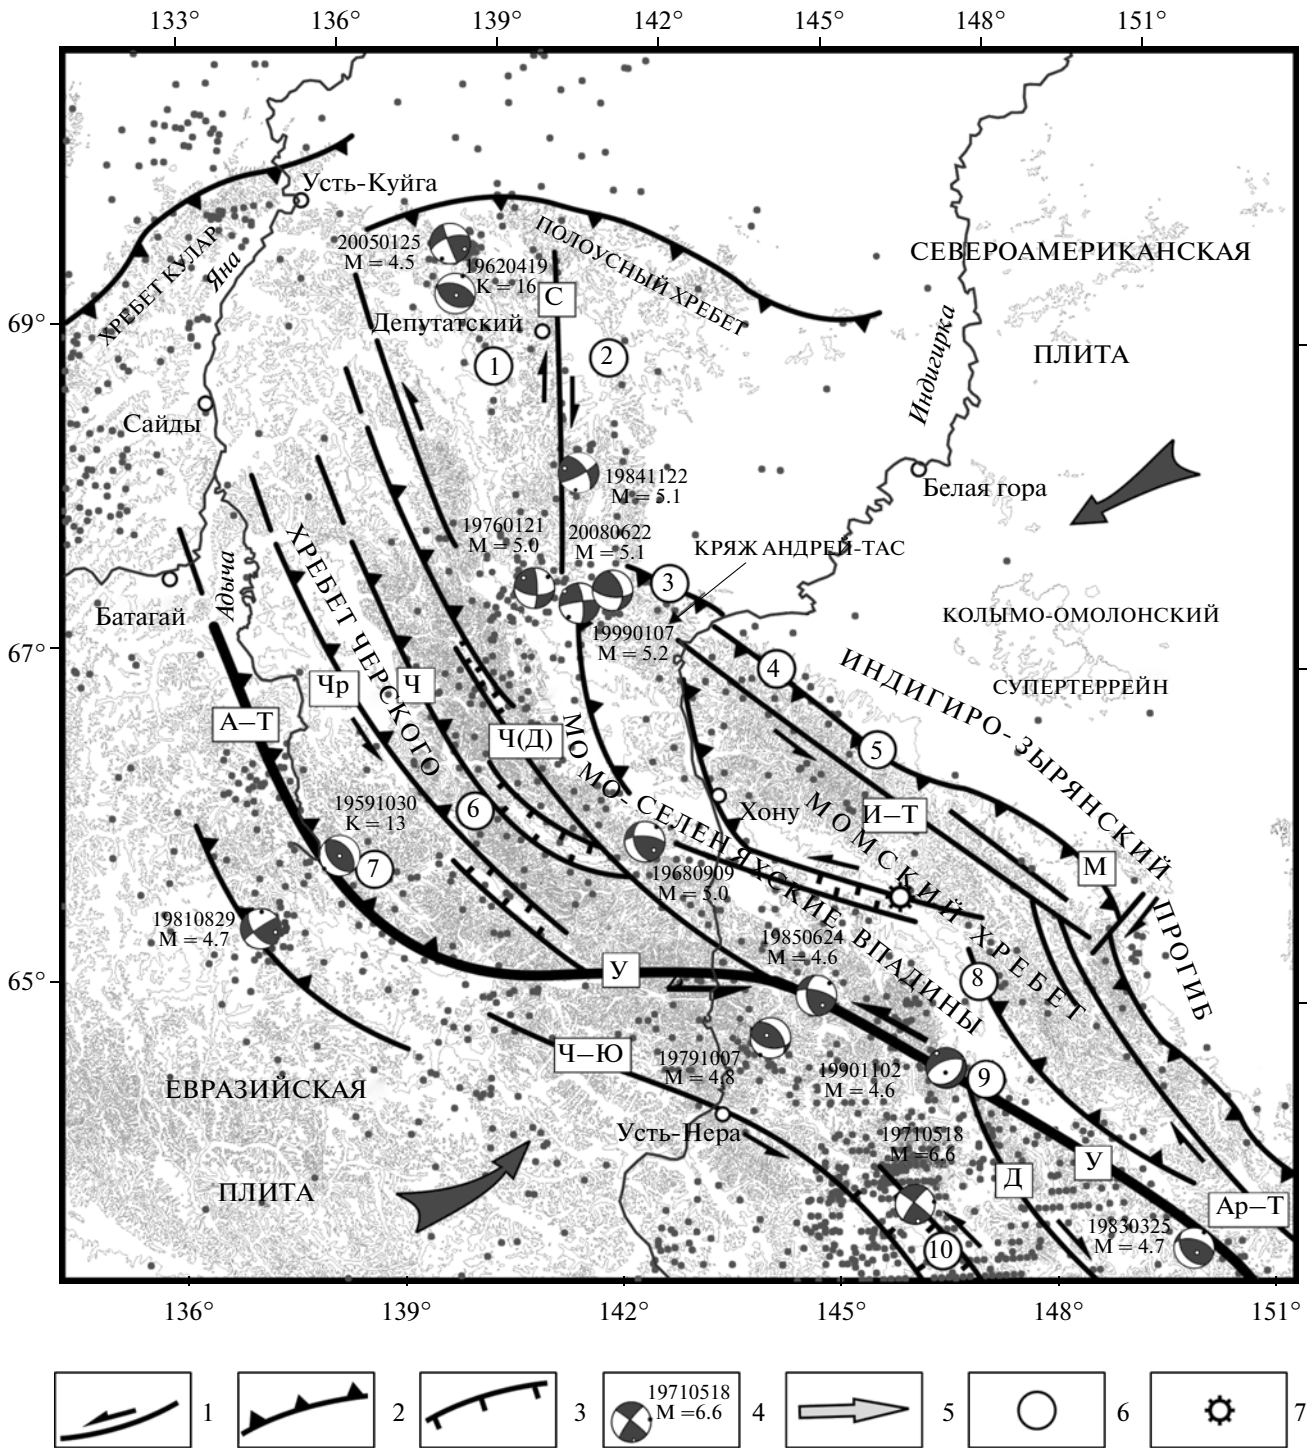 133° 136° 139° 142° 145° 148° 151°
Усть-Куйга
ХРЕБЕТ КУЛАР
Яна
20050125
M = 4.5
19620419
K = 16
ПОЛОУСНЫЙ ХРЕБЕТ
СЕВЕРОАМЕРИКАНСКАЯ
ПЛИТА
С
69°
Депутатский
1
2
Индигирка
Сайды
19841122
M = 5.1
Белая гора
19760121
M = 5.0
20080622
M = 5.1
КРЯЖ АНДРЕЙ-ТАС
3
Батагай
Адыча
ХРЕБЕТ ЧЕРСКОГО
19990107
M = 5.2
КОЛЫМО-ОМОЛОНСКИЙ
СУПЕРТЕРРЕЙН
67°
4
ИНДИГИРО-ЗЫРЯНСКИЙ ПРОГИБ
Чр
Ч
А–Т
Ч(Д)
5
МОМО-СЕЛЕНЯХСКИЕ ВПАДИНЫ
Хону
МОМСКИЙ ХРЕБЕТ
И–Т
19591030
K = 13
6
7
М
19680909
M = 5.0
19810829
M = 4.7
19850624
M = 4.6
65°
У
8
Ч–Ю
19791007
M = 4.8
19901102
M = 4.6
9
ЕВРАЗИЙСКАЯ
ПЛИТА
Усть-Нера
19710518
M =6.6
У
Д
Ар–Т
19830325
M = 4.7
10
136° 139° 142° 145° 148° 151°
1
2
3
19710518
M =6.6
4
5
6
7